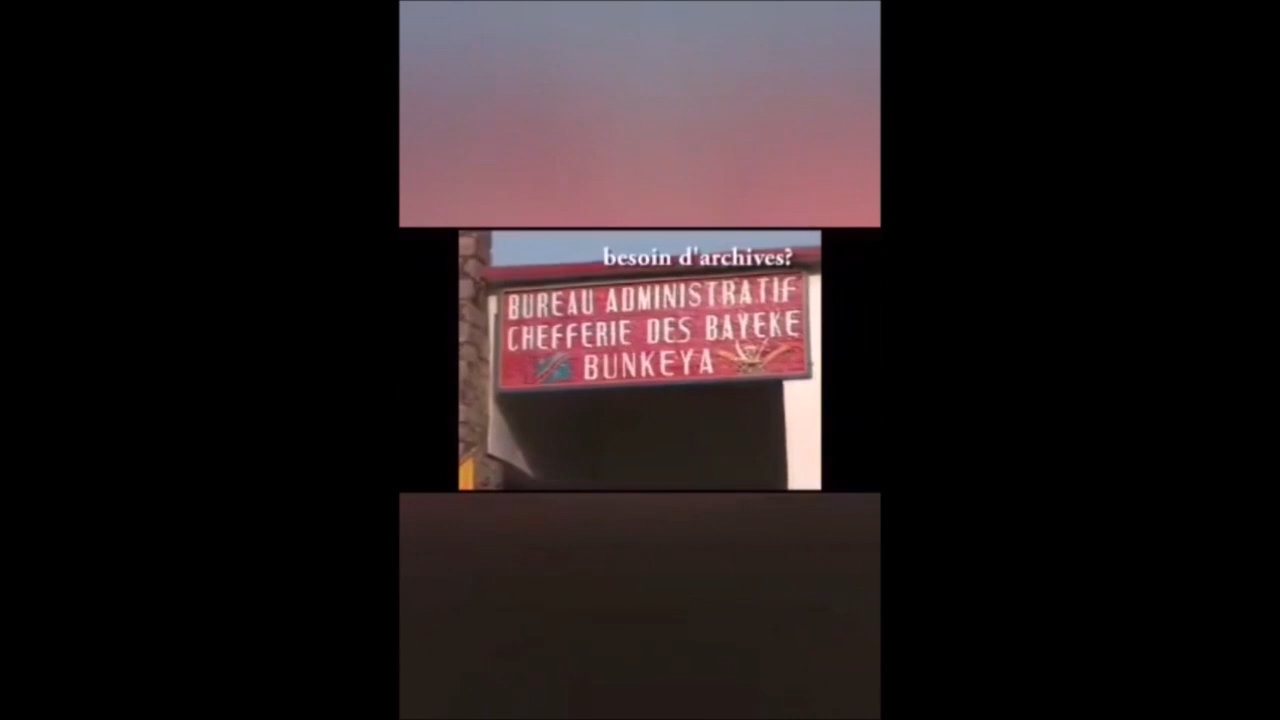 besoin d'archives?
BUREAU ADMINISTRATIF
CHEFFERIE DES BAYEKE
BUNKEYA